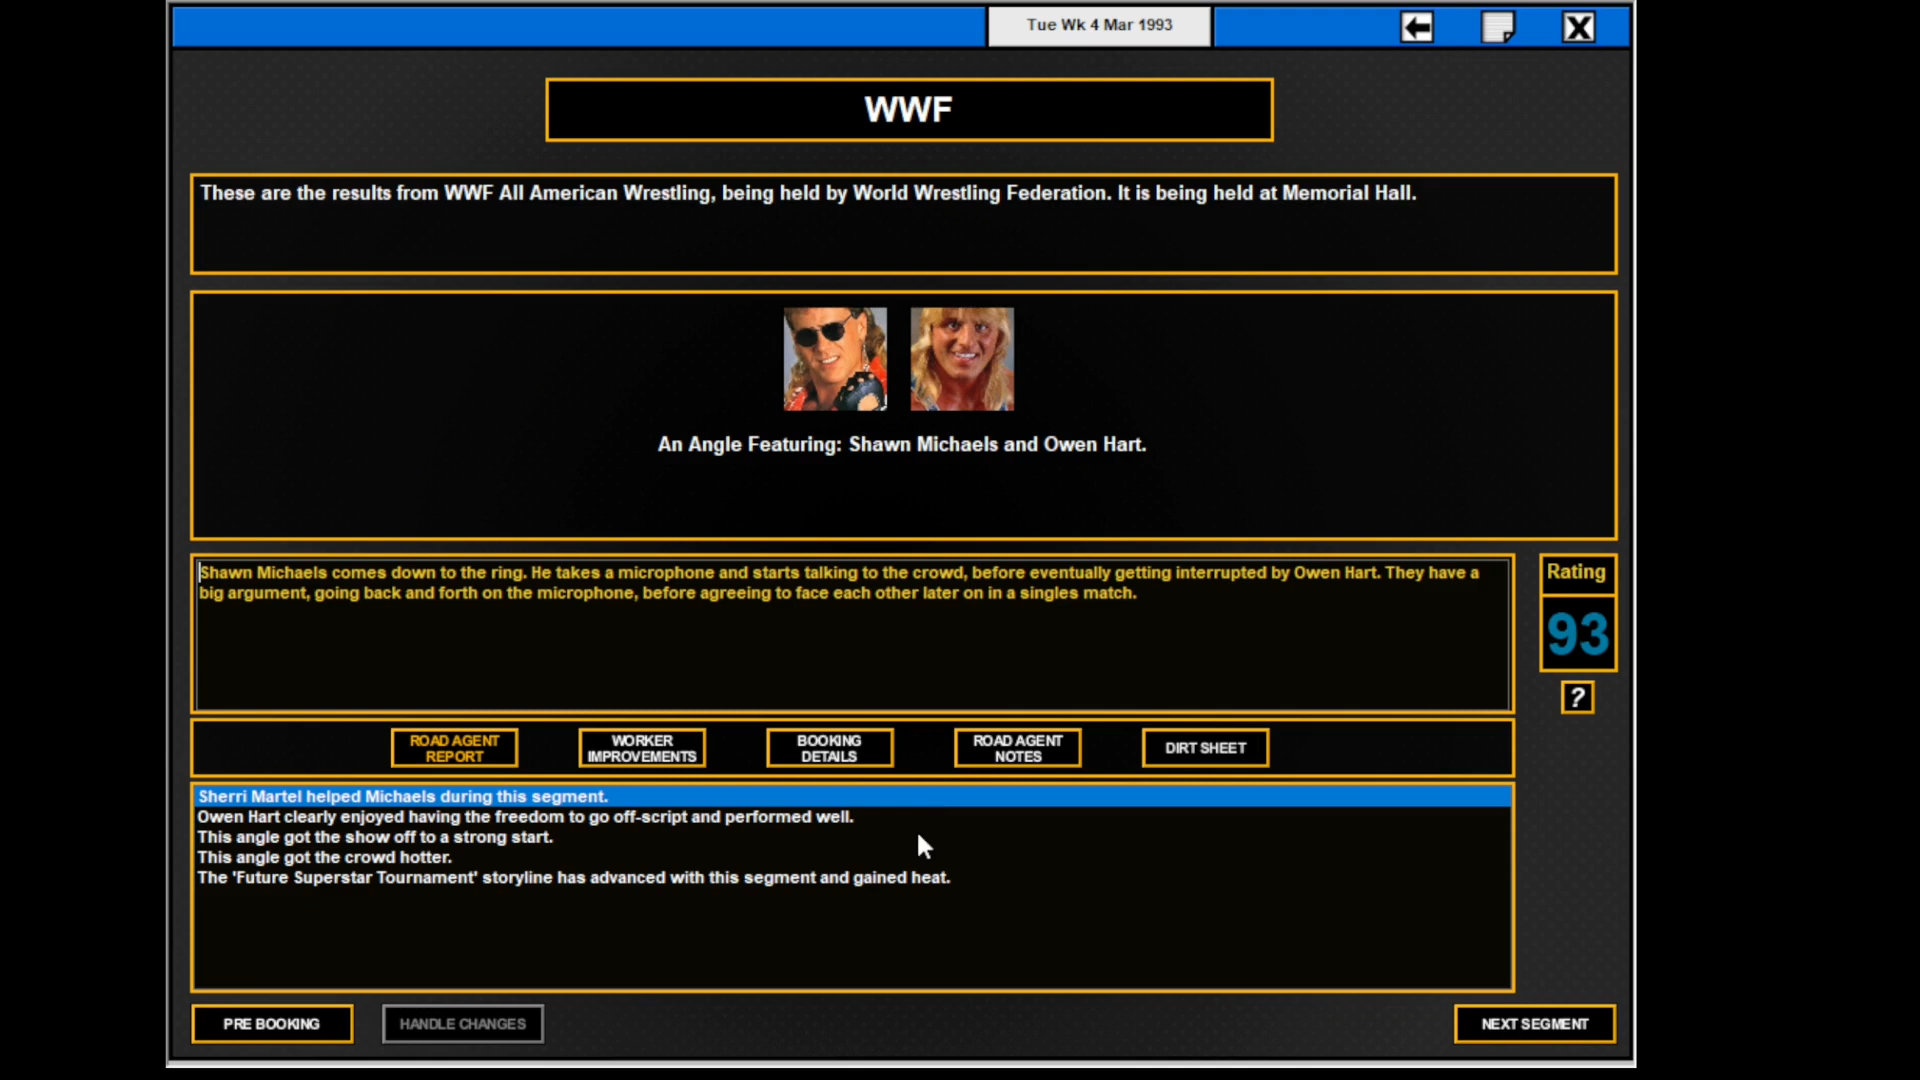 Tue Wk 4 Mar 1993
WWF
These are the results from WWF All American Wrestling, being held by World Wrestling Federation. It is being held at Memorial Hall.
An Angle Featuring: Shawn Michaels and Owen Hart.
Shawn Michaels comes down to the ring. He takes a microphone and starts talking to the crowd, before eventually getting interrupted by Owen Hart. They have a
big argument, going back and forth on the microphone, before agreeing to face each other later on in a singles match.
Rating
93
?
ROAD AGENT
REPORT
WORKER
IMPROVEMENTS
BOOKING
DETAILS
ROAD AGENT
NOTES
DIRT SHEET
Sherri Martel helped Michaels during this segment.
Owen Hart clearly enjoyed having the freedom to go off-script and performed well.
This angle got the show off to a strong start.
This angle got the crowd hotter.
The 'Future Superstar Tournament' storyline has advanced with this segment and gained heat.
PRE BOOKING
HANDLE CHANGES
NEXT SEGMENT